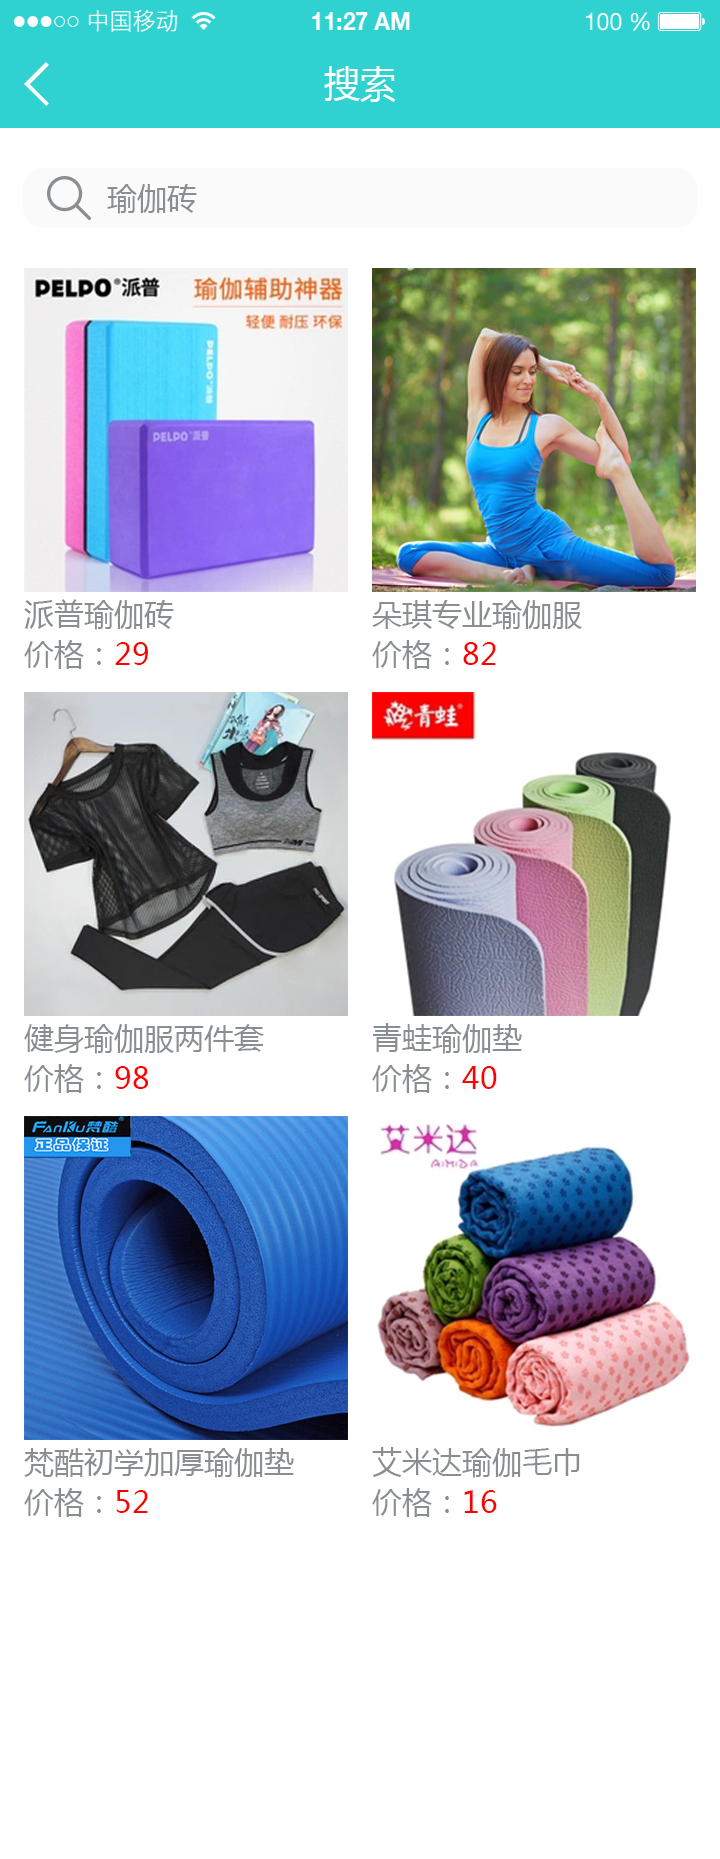 中国移动
11:27 AM
100 %
搜索
瑜伽砖
PELPO®派普
瑜伽辅助神器
轻便 耐压 环保
PELPO®派普
PELPO®派普
派普瑜伽砖
价格：29
朵琪专业瑜伽服
价格：82
健身瑜伽服两件套
价格：98
青蛙®
青蛙瑜伽垫
价格：40
FanKu梵酷®
正品保证
梵酷初学加厚瑜伽垫
价格：52
艾米达
AIMIDA
艾米达瑜伽毛巾
价格：16